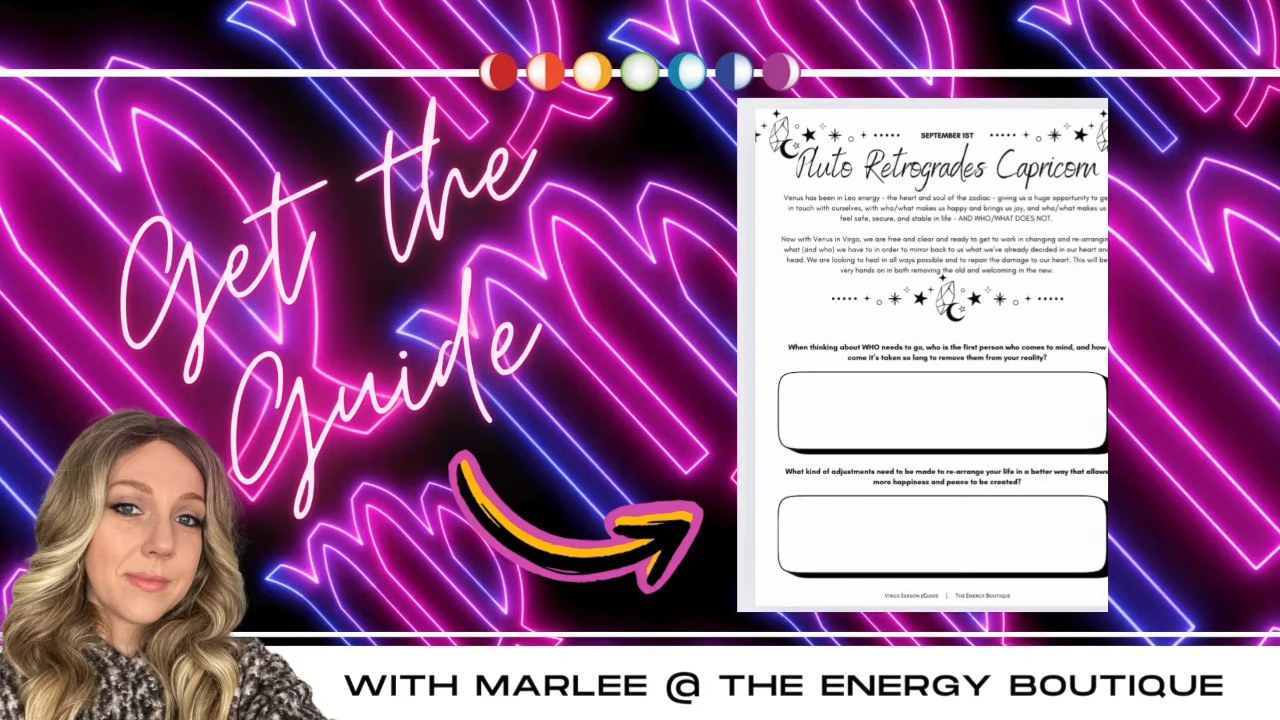 Get the
Guide
SEPTEMBER 1ST
Pluto Retrogrades Capricorn
Venus has been in Leo energy - the heart and soul of the zodiac - giving us a huge opportunity to ge
in touch with ourselves, with who/what makes us happy and brings us joy, and who/what makes us
feel safe, secure, and stable in life - AND WHO/WHAT DOES NOT.
Now with Venus in Virgo, we are free and clear and ready to get to work in changing and re-arrangin
what (and who) we have to in order to mirror back to us what we've already decided in our heart and
head. We are looking to heal in all ways possible and to repair the damage to our heart. This will be
very hands on in both removing the old and welcoming in the new.
When thinking about WHO needs to go, who is the first person who comes to mind, and how
come it's taken so long to remove them from your reality?
What kind of adjustments need to be made to re-arrange your life in a better way that allows
more happiness and peace to be created?
VIRGO SEASON EGUIDE | THE ENERGY BOUTIQUE
WITH MARLEE @ THE ENERGY BOUTIQUE